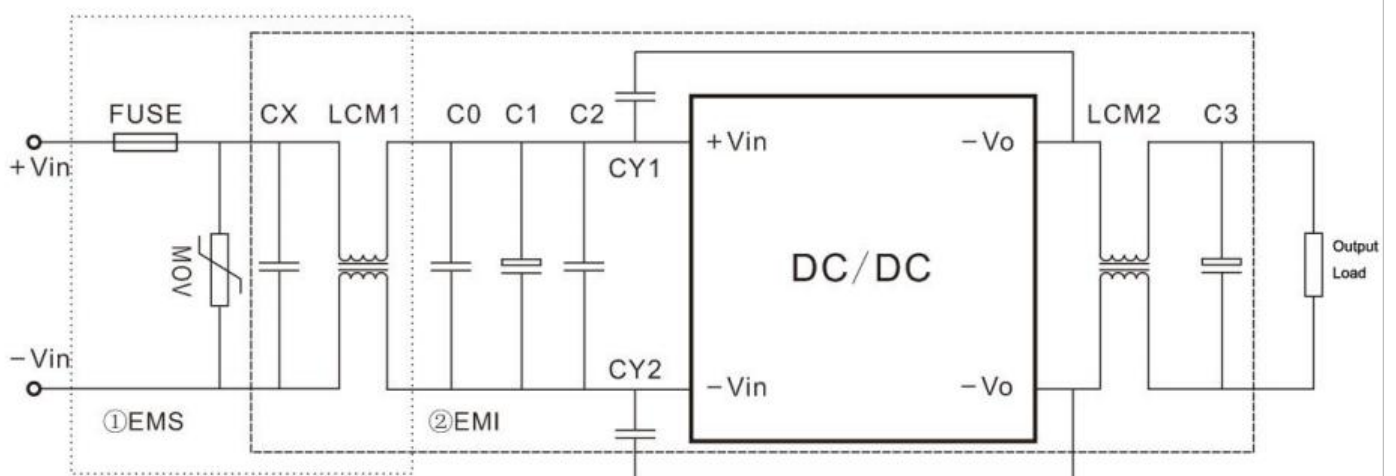 FUSE CX LCM1 C0 C1 C2 LCM2 C3
+Vin CY1 +Vin −Vo
MOV DC/DC Output
Load
−Vin CY2 −Vin −Vo
①EMS ②EMI